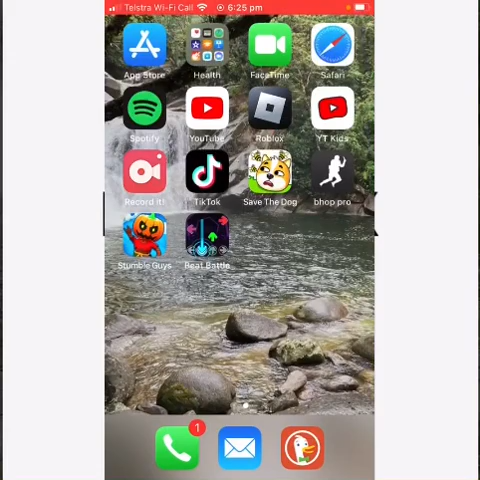 Telstra Wi-Fi Call 6:25 pm
App Store Health FaceTime Safari
Spotify YouTube Roblox YT Kids
Record it! TikTok Save The Dog bhop pro
Stumble Guys Beat Battle
1